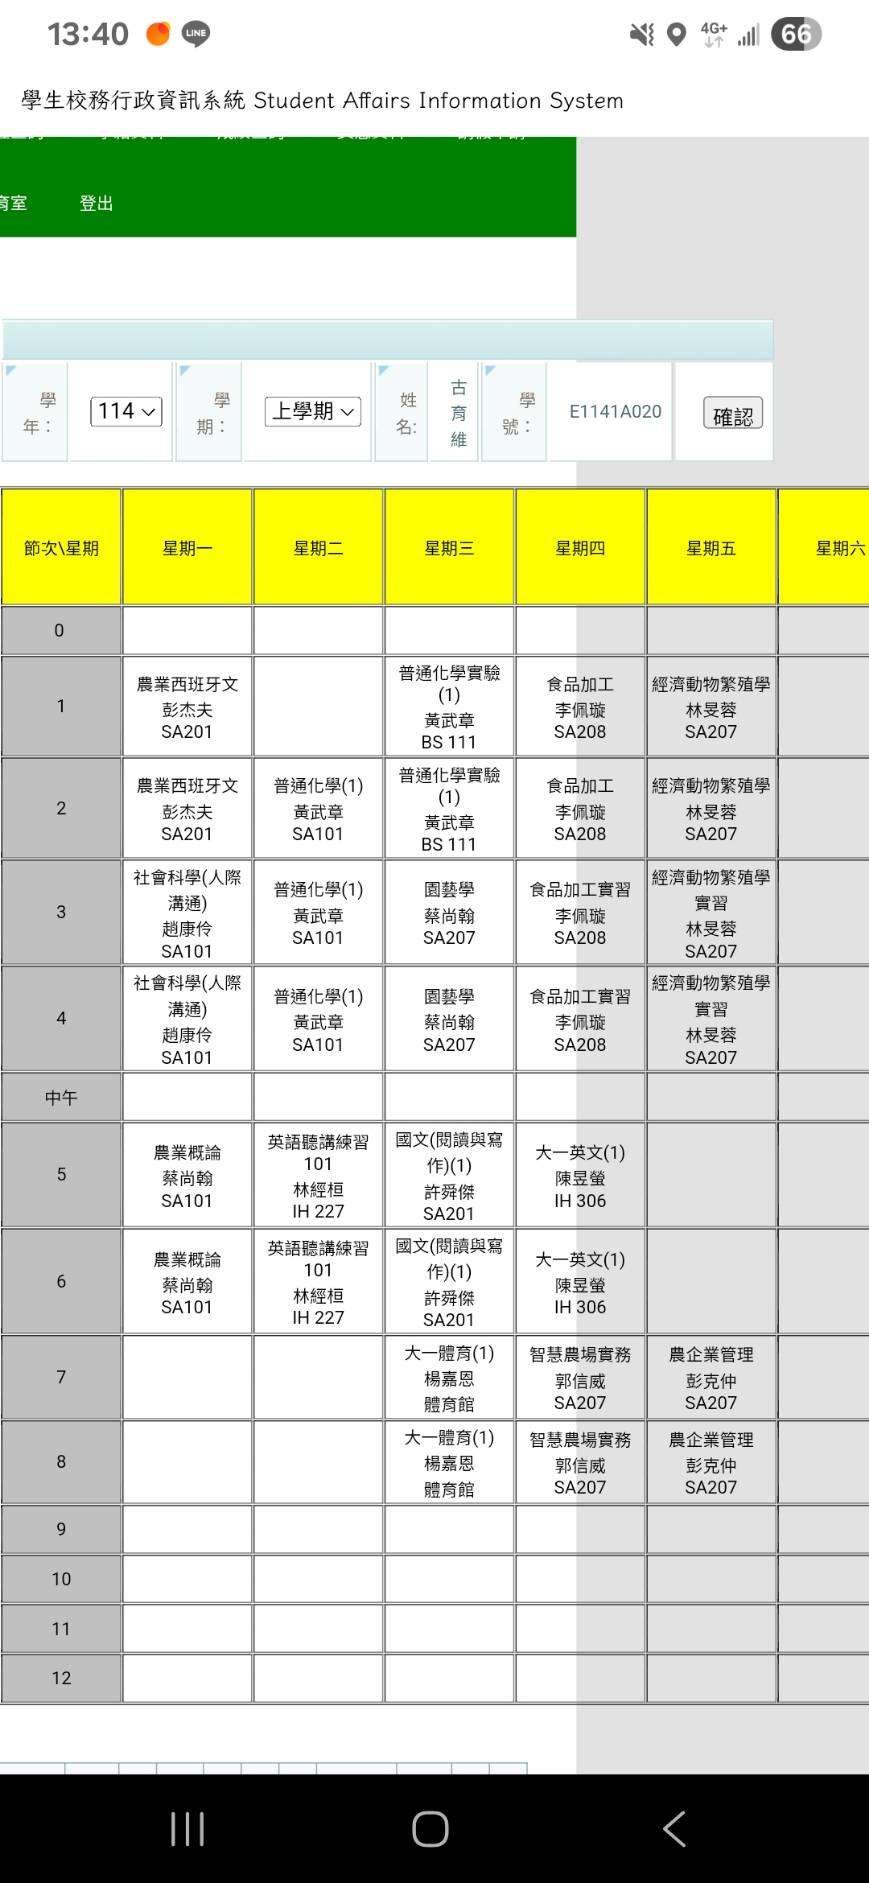 13:40 LINE 4G+ 66
學生校務行政資訊系統 Student Affairs Information System
育室 登出
學年： 114 學期： 上學期 姓名: 古育維 學號： E1141A020 確認
節次\星期 星期一 星期二 星期三 星期四 星期五 星期六
0
1
農業西班牙文
彭杰夫
SA201
普通化學實驗
(1)
黃武章
BS 111
食品加工
李佩璇
SA208
經濟動物繁殖學
林旻蓉
SA207
2
農業西班牙文
彭杰夫
SA201
普通化學(1)
黃武章
SA101
普通化學實驗
(1)
黃武章
BS 111
食品加工
李佩璇
SA208
經濟動物繁殖學
林旻蓉
SA207
3
社會科學(人際
溝通)
趙康伶
SA101
普通化學(1)
黃武章
SA101
園藝學
蔡尚翰
SA207
食品加工實習
李佩璇
SA208
經濟動物繁殖學
實習
林旻蓉
SA207
4
社會科學(人際
溝通)
趙康伶
SA101
普通化學(1)
黃武章
SA101
園藝學
蔡尚翰
SA207
食品加工實習
李佩璇
SA208
經濟動物繁殖學
實習
林旻蓉
SA207
中午
5
農業概論
蔡尚翰
SA101
英語聽講練習
101
林經桓
IH 227
國文(閱讀與寫
作)(1)
許舜傑
SA201
大一英文(1)
陳昱螢
IH 306
6
農業概論
蔡尚翰
SA101
英語聽講練習
101
林經桓
IH 227
國文(閱讀與寫
作)(1)
許舜傑
SA201
大一英文(1)
陳昱螢
IH 306
7
大一體育(1)
楊嘉恩
體育館
智慧農場實務
郭信威
SA207
農企業管理
彭克仲
SA207
8
大一體育(1)
楊嘉恩
體育館
智慧農場實務
郭信威
SA207
農企業管理
彭克仲
SA207
9
10
11
12